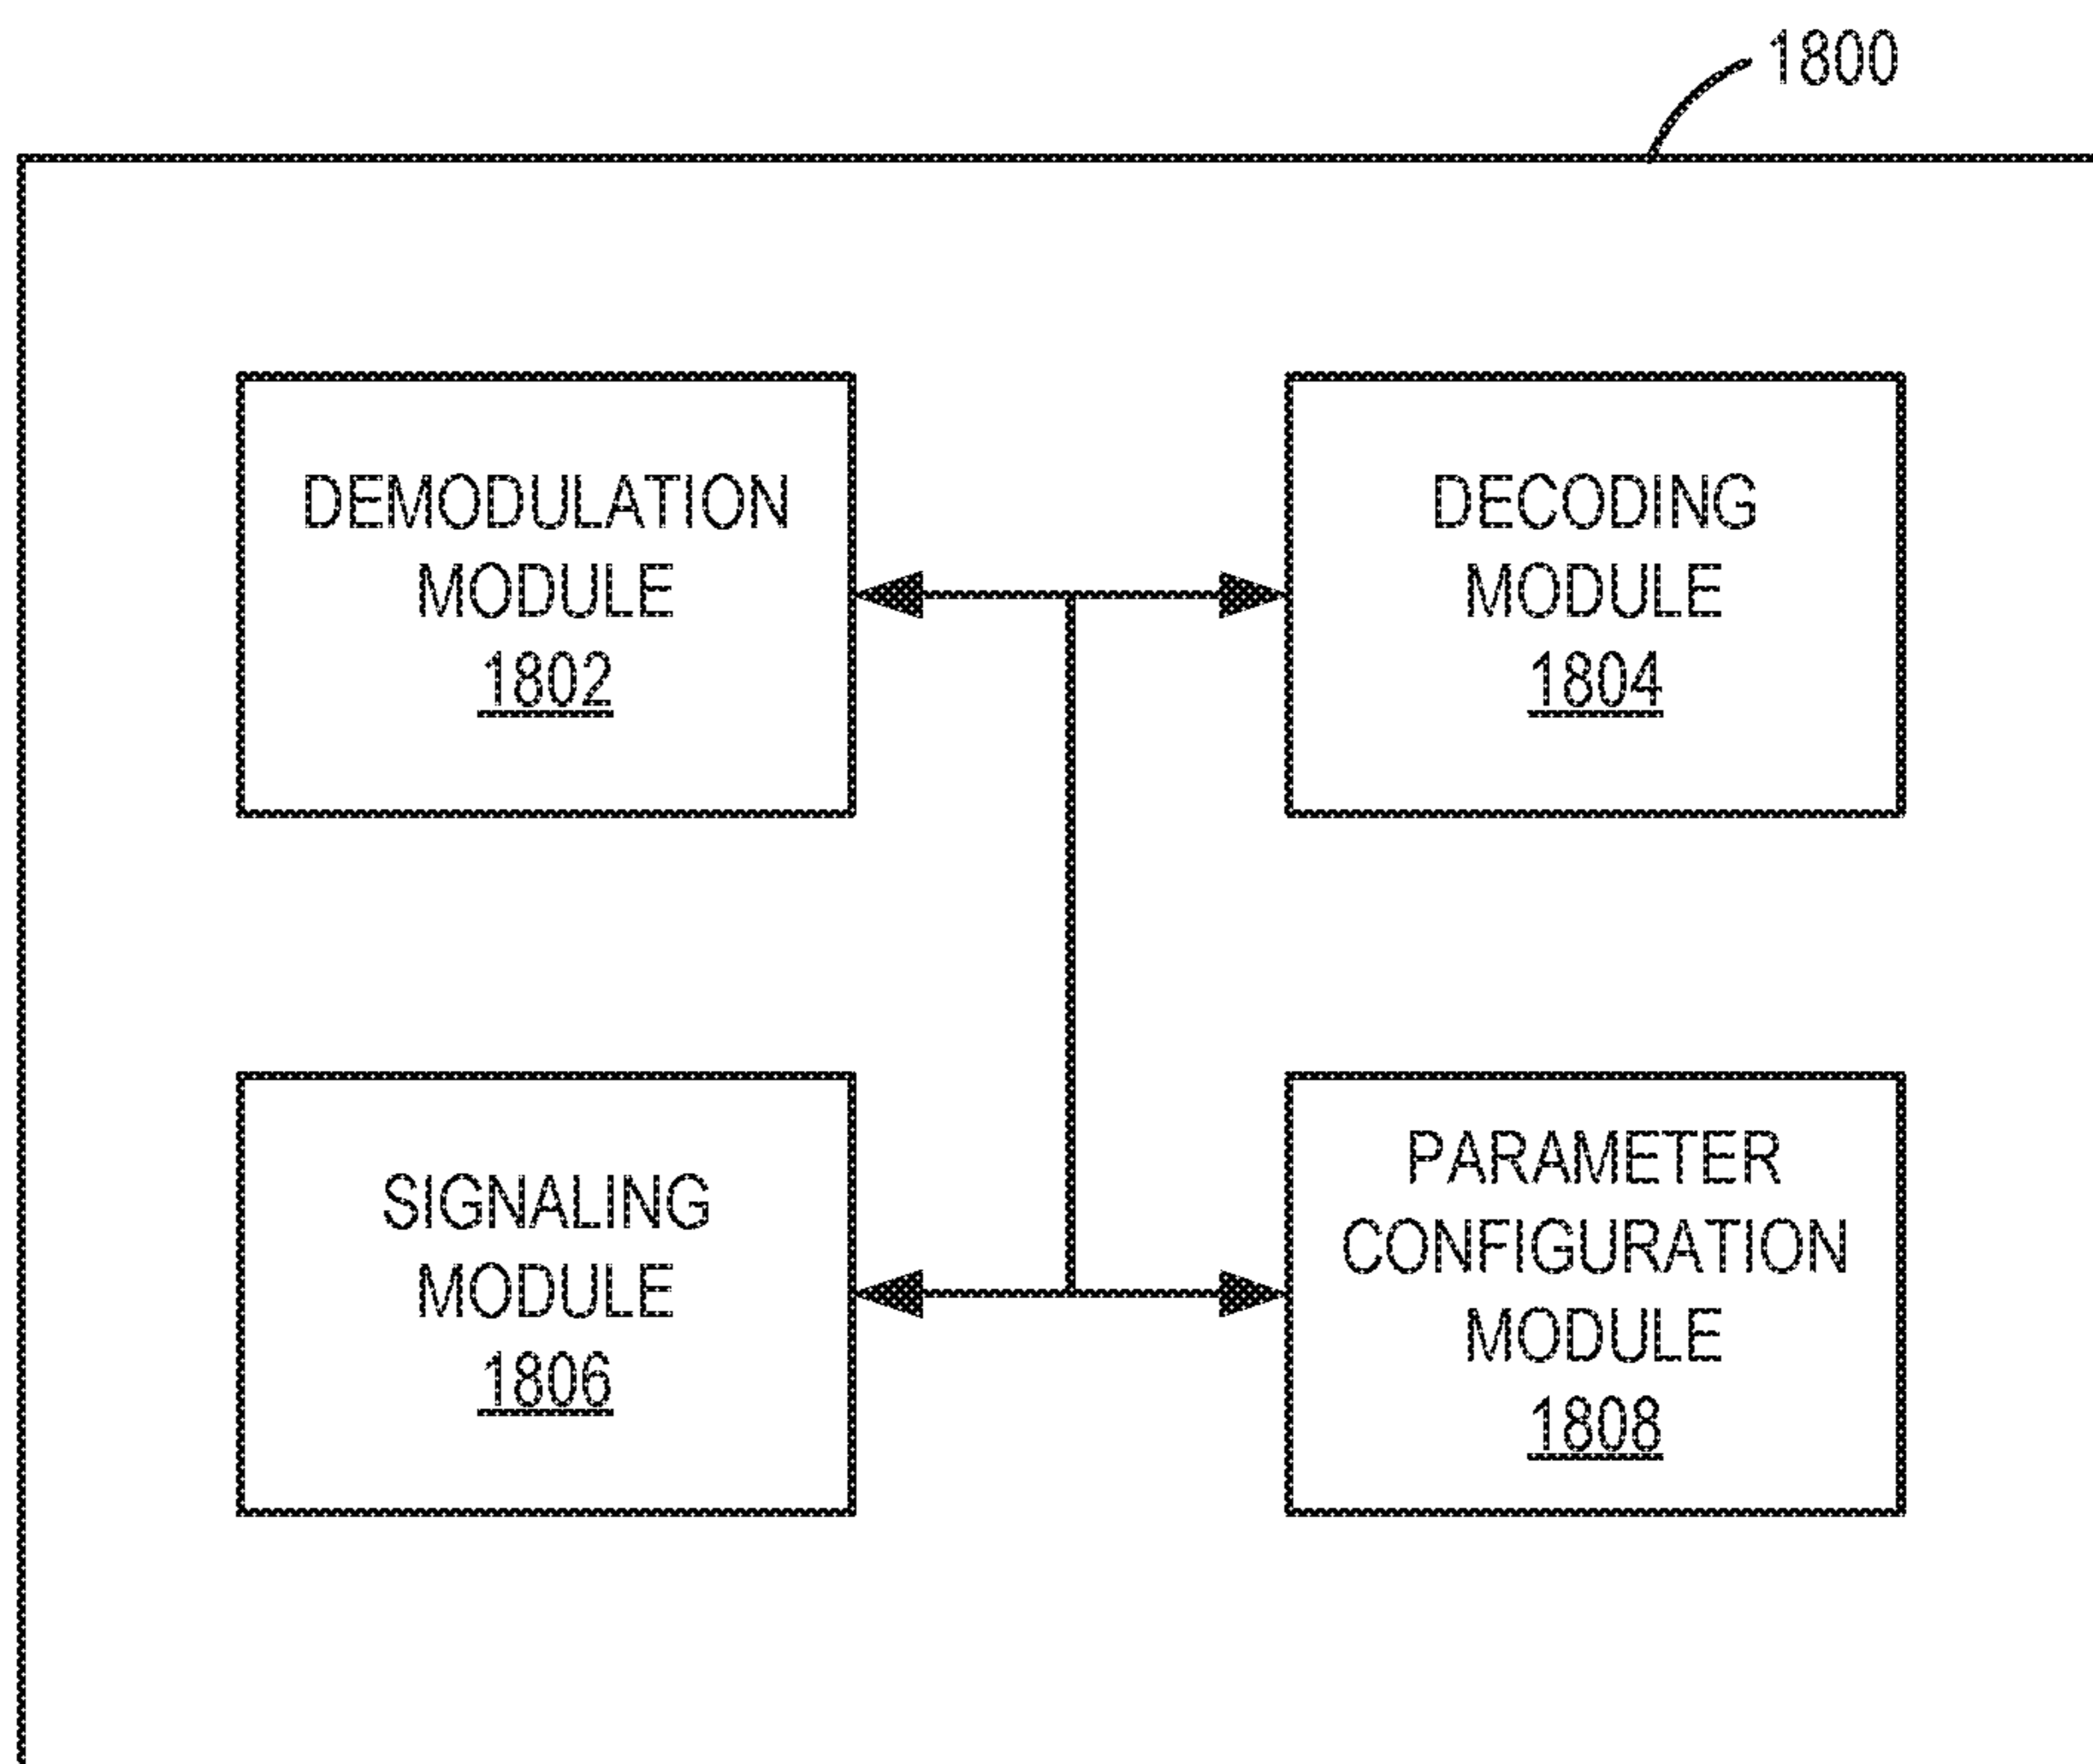 1800
DEMODULATION
MODULE
1802
DECODING
MODULE
1804
SIGNALING
MODULE
1806
PARAMETER
CONFIGURATION
MODULE
1808